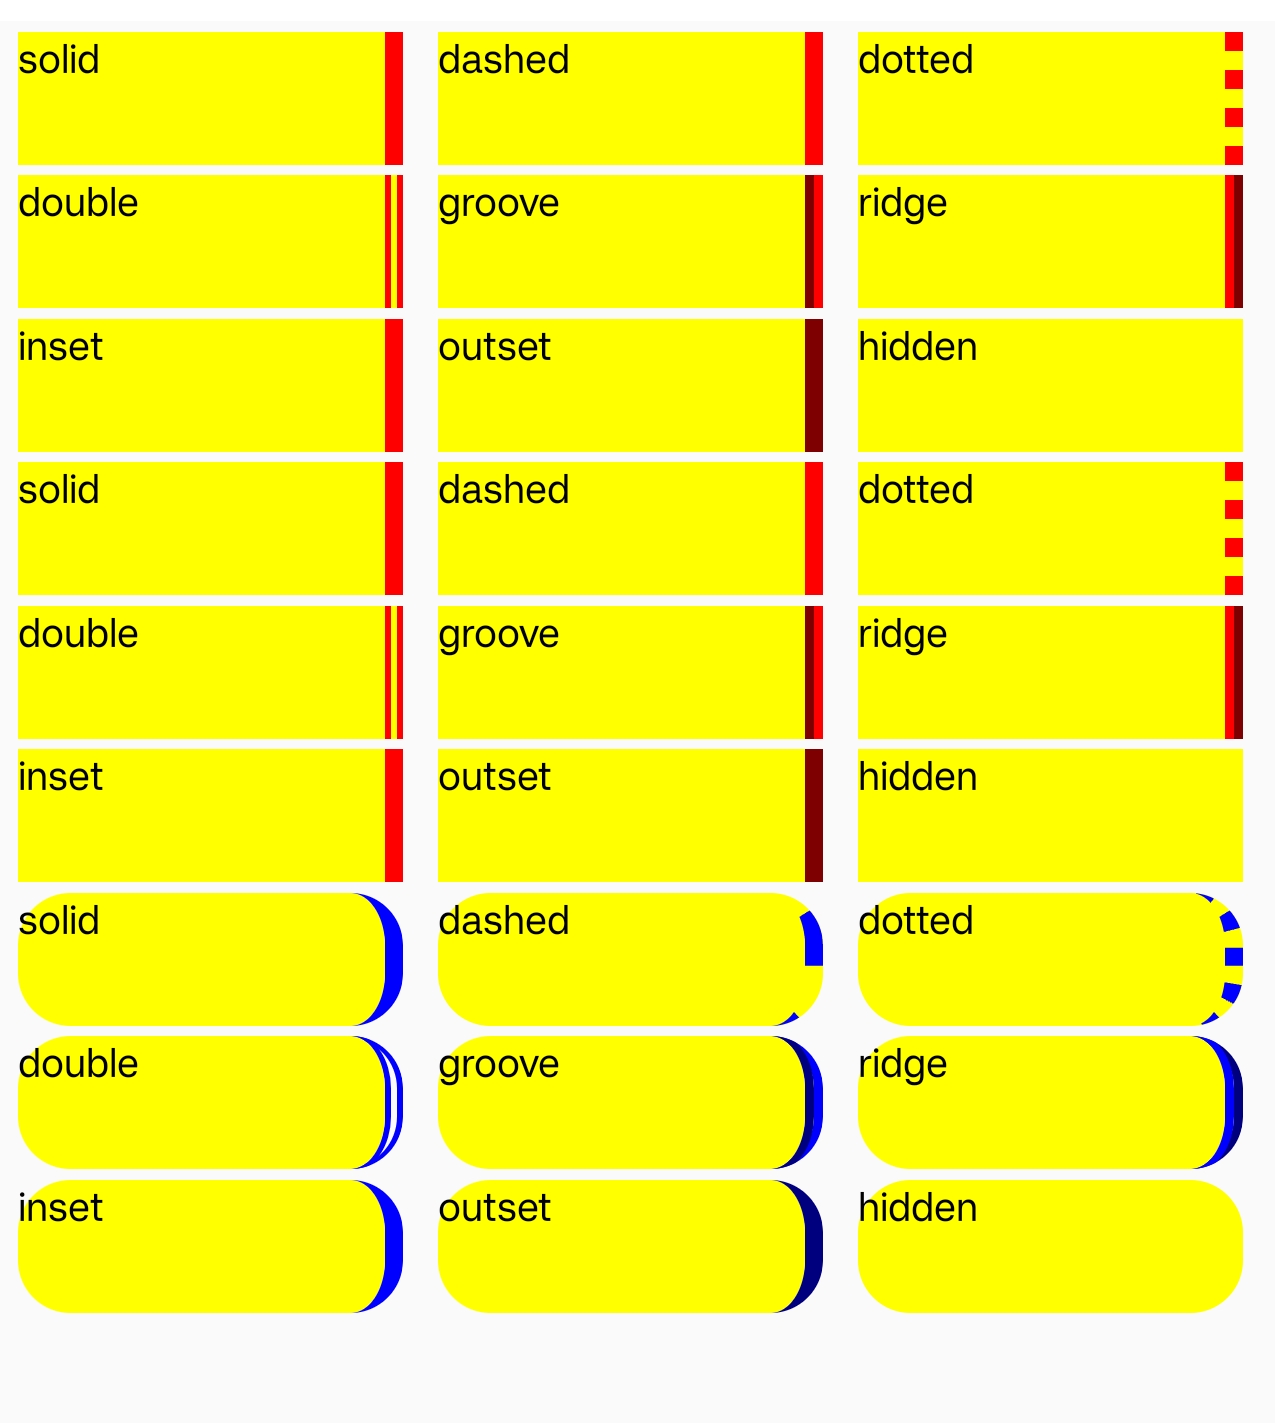 solid dashed dotted
double groove ridge
inset outset hidden
solid dashed dotted
double groove ridge
inset outset hidden
solid dashed dotted
double groove ridge
inset outset hidden